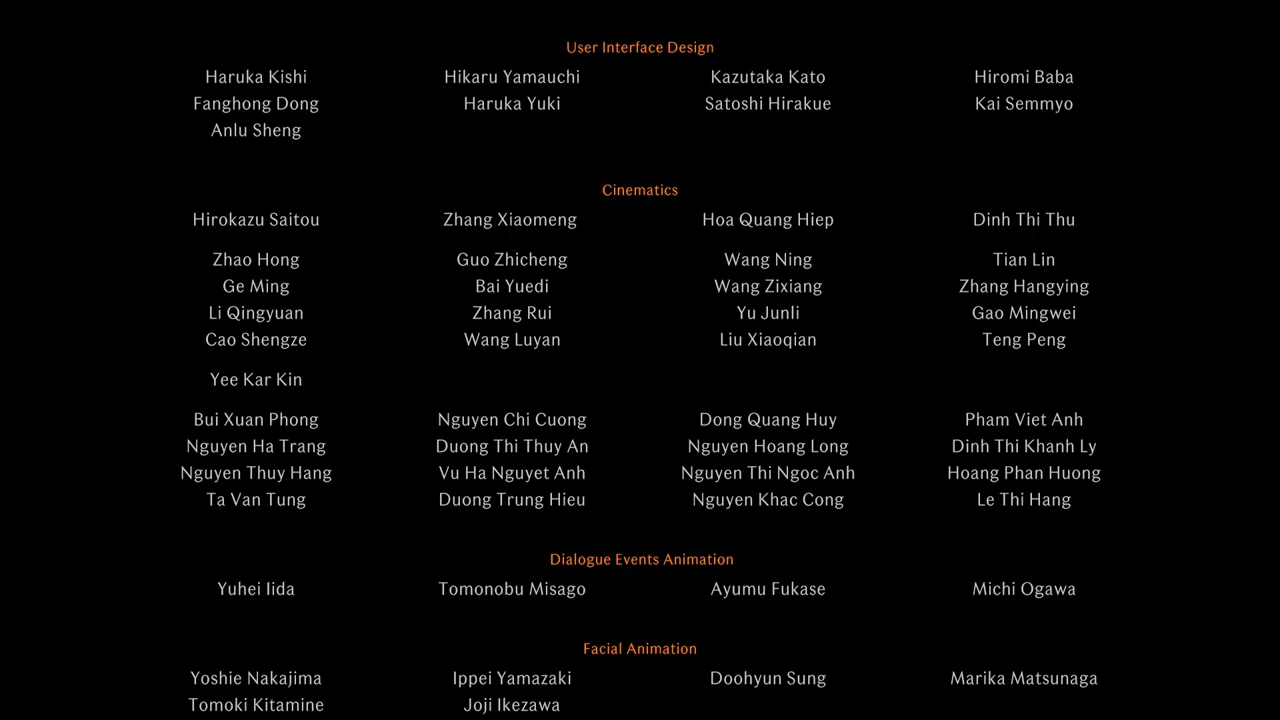 User Interface Design
Haruka Kishi Hikaru Yamauchi Kazutaka Kato Hiromi Baba
Fanghong Dong Haruka Yuki Satoshi Hirakue Kai Semmyo
Anlu Sheng
Cinematics
Hirokazu Saitou Zhang Xiaomeng Hoa Quang Hiep Dinh Thi Thu
Zhao Hong Guo Zhicheng Wang Ning Tian Lin
Ge Ming Bai Yuedi Wang Zixiang Zhang Hangying
Li Qingyuan Zhang Rui Yu Junli Gao Mingwei
Cao Shengze Wang Luyan Liu Xiaoqian Teng Peng
Yee Kar Kin
Bui Xuan Phong Nguyen Chi Cuong Dong Quang Huy Pham Viet Anh
Nguyen Ha Trang Duong Thi Thuy An Nguyen Hoang Long Dinh Thi Khanh Ly
Nguyen Thuy Hang Vu Ha Nguyet Anh Nguyen Thi Ngoc Anh Hoang Phan Huong
Ta Van Tung Duong Trung Hieu Nguyen Khac Cong Le Thi Hang
Dialogue Events Animation
Yuhei Iida Tomonobu Misago Ayumu Fukase Michi Ogawa
Facial Animation
Yoshie Nakajima Ippei Yamazaki Doohyun Sung Marika Matsunaga
Tomoki Kitamine Joji Ikezawa